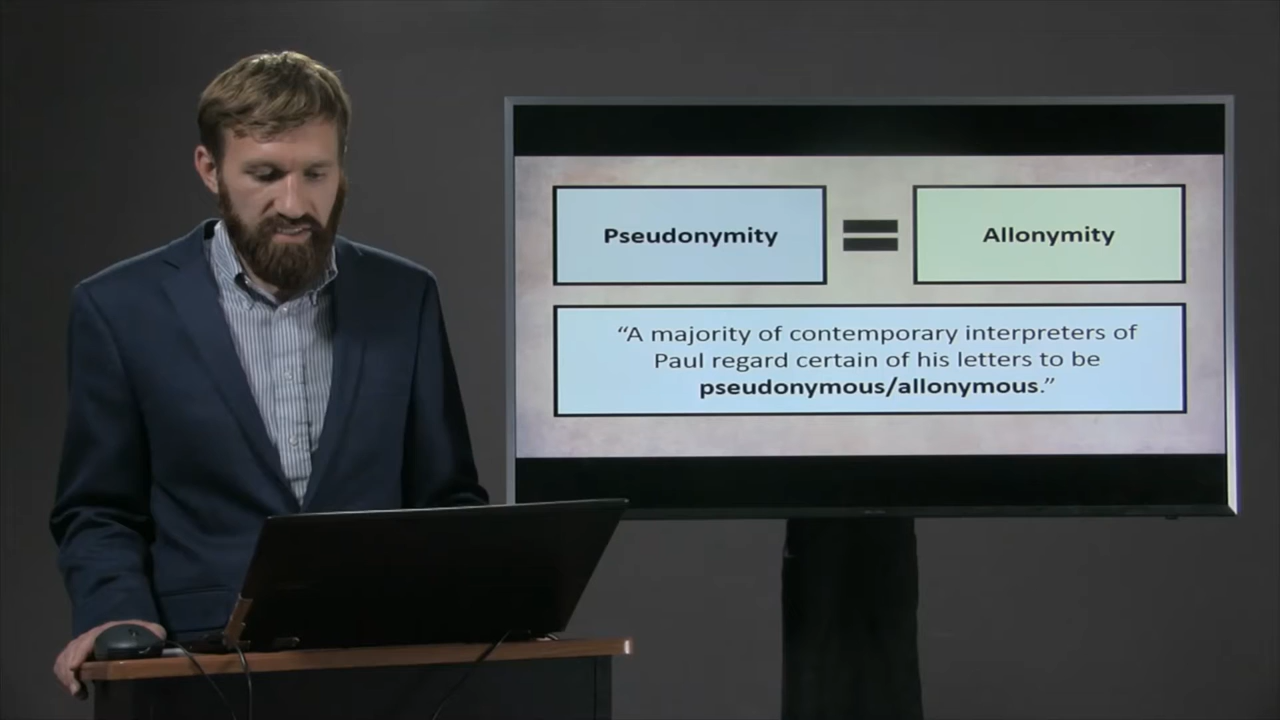 Pseudonymity = Allonymity
“A majority of contemporary interpreters of
Paul regard certain of his letters to be
pseudonymous/allonymous.”